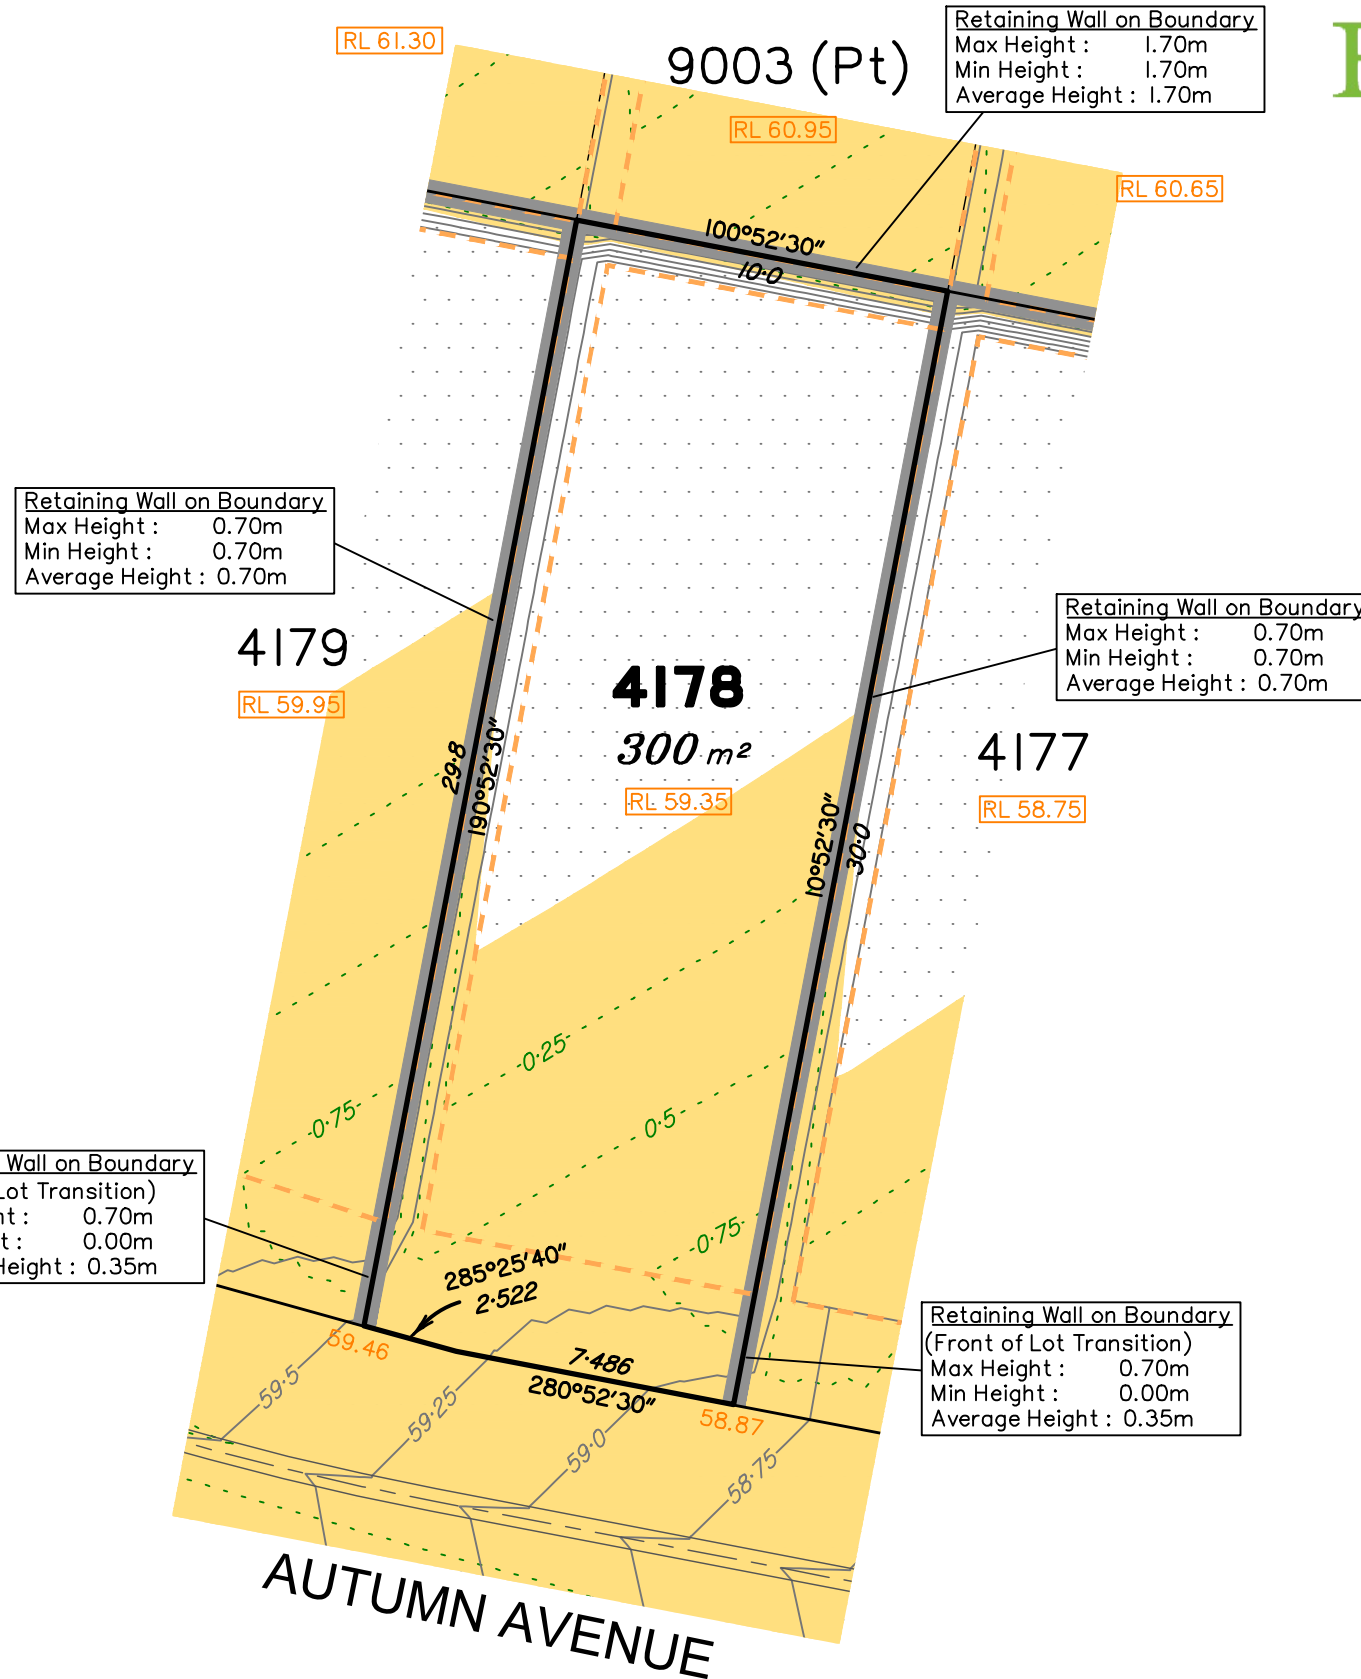 RL 61.30
9003 (Pt)
Retaining Wall on Boundary
Max Height : 1.70m
Min Height : 1.70m
Average Height : 1.70m
RL 60.95
RL 60.65
100°52'30"
10·0
Retaining Wall on Boundary
Max Height : 0.70m
Min Height : 0.70m
Average Height : 0.70m
Retaining Wall on Boundary
Max Height : 0.70m
Min Height : 0.70m
Average Height : 0.70m
4179
RL 59.95
4178
300 m²
RL 59.35
4177
RL 58.75
29·8
190°52'30"
10°52'30"
30·0
0·25
0·75
0·5
0·75
Wall on Boundary
Lot Transition)
ht : 0.70m
t : 0.00m
Height : 0.35m
285°25'40"
2·522
59.46
7·486
280°52'30"
58.87
Retaining Wall on Boundary
(Front of Lot Transition)
Max Height : 0.70m
Min Height : 0.00m
Average Height : 0.35m
59·5
59·25
59·0
58·75
AUTUMN AVENUE